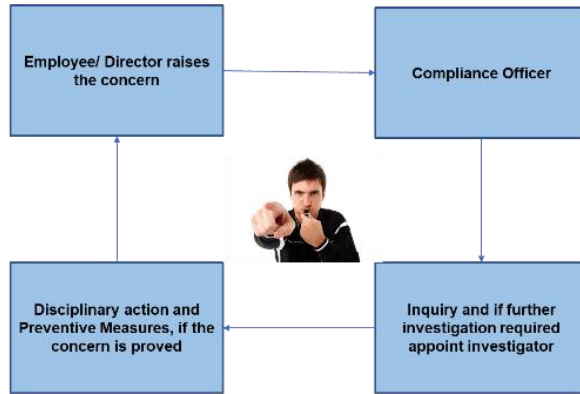 Employee/ Director raises
the concern
Compliance Officer
Disciplinary action and
Preventive Measures, if the
concern is proved
Inquiry and if further
investigation required
appoint investigator